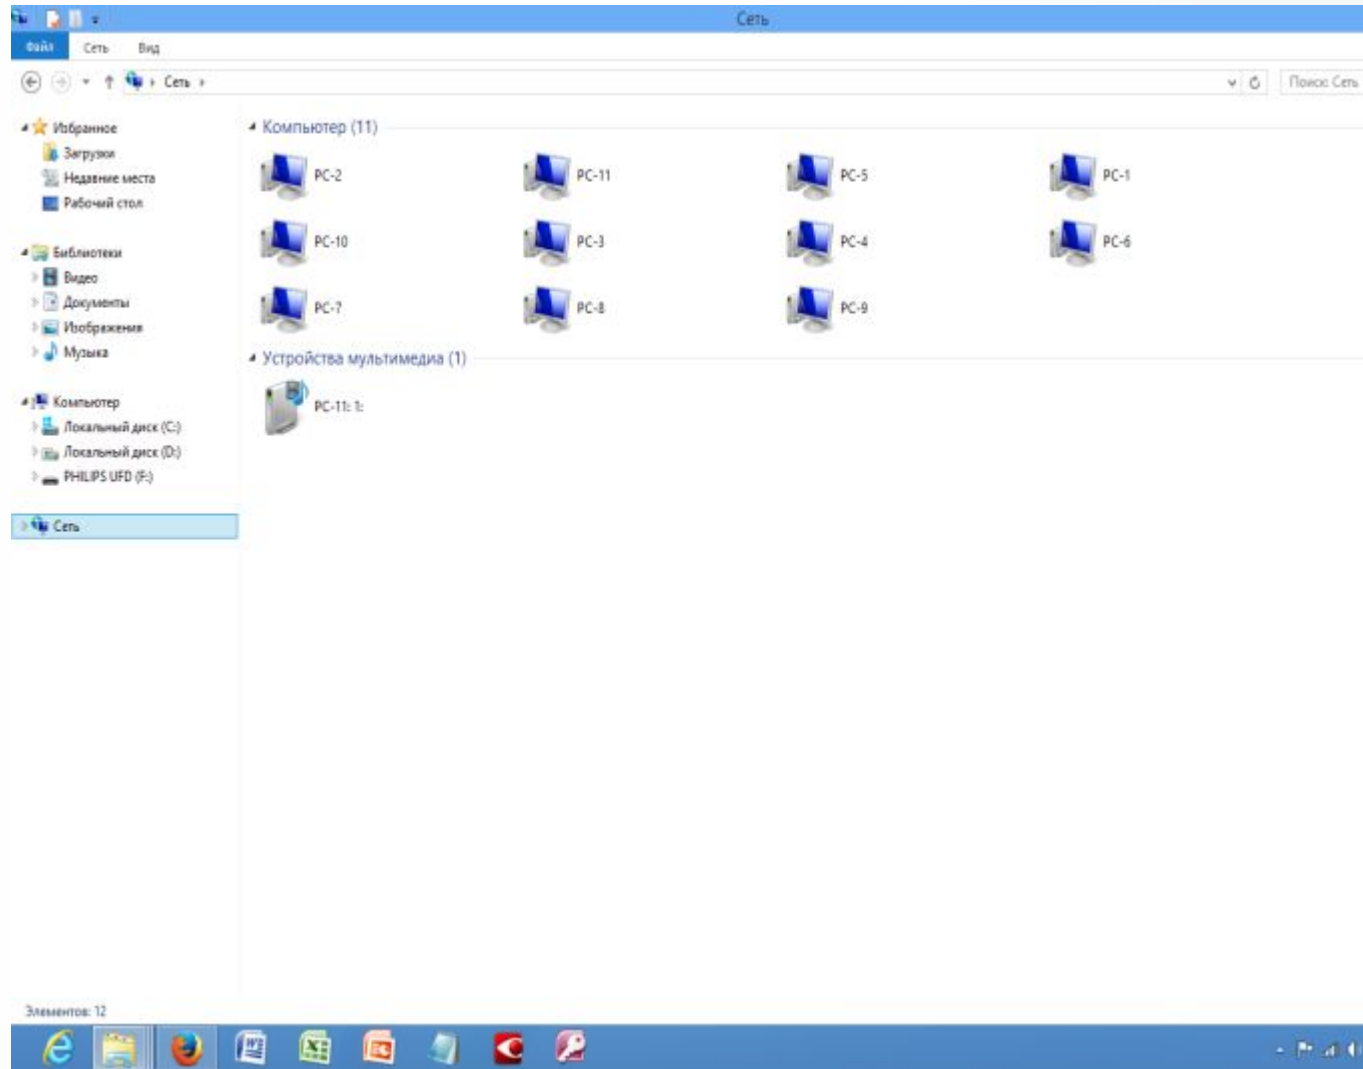 Сеть
Файл Сеть Вид
Сеть
Поиск: Сеть
Избранное
Загрузки
Недавние места
Рабочий стол
Библиотеки
Видео
Документы
Изображения
Музыка
Компьютер
Локальный диск (C:)
Локальный диск (D:)
PHILIPS UFD (F:)
Сеть
Компьютер (11)
PC-2 PC-11 PC-5 PC-1
PC-10 PC-3 PC-4 PC-6
PC-7 PC-8 PC-9
Устройства мультимедиа (1)
PC-11: 1:
Элементов: 12